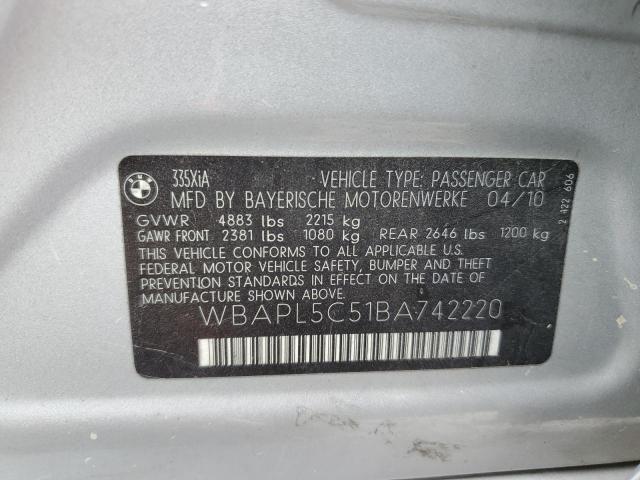 BMW
335XiA VEHICLE TYPE: PASSENGER CAR
MFD BY BAYERISCHE MOTORENWERKE 04/10
GVWR 4883 lbs 2215 kg
GAWR FRONT 2381 lbs 1080 kg REAR 2646 lbs 1200 kg
THIS VEHICLE CONFORMS TO ALL APPLICABLE U.S.
FEDERAL MOTOR VEHICLE SAFETY, BUMPER AND THEFT
PREVENTION STANDARDS IN EFFECT ON THE DATE OF
MANUFACTURE SHOWN ABOVE.
WBAPL5C51BA742220
606